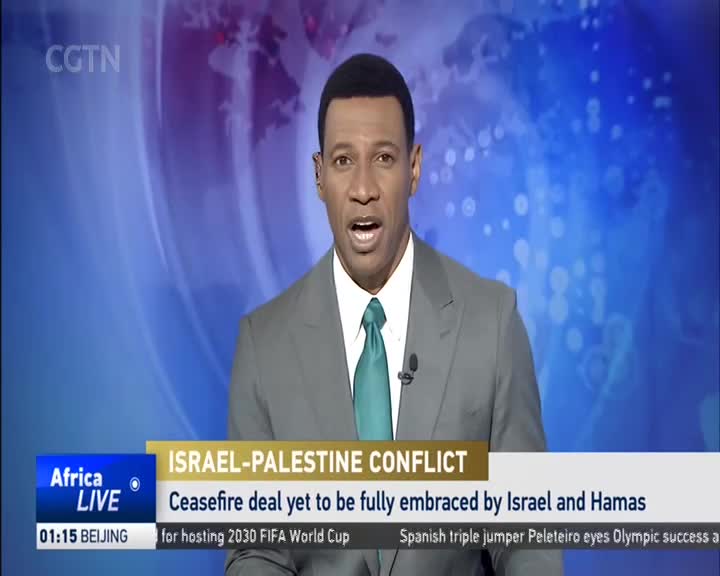 CGTN
ISRAEL-PALESTINE CONFLICT
Africa
LIVE
Ceasefire deal yet to be fully embraced by Israel and Hamas
01:15 BEIJING
for hosting 2030 FIFA World Cup Spanish triple jumper Peleteiro eyes Olympic success